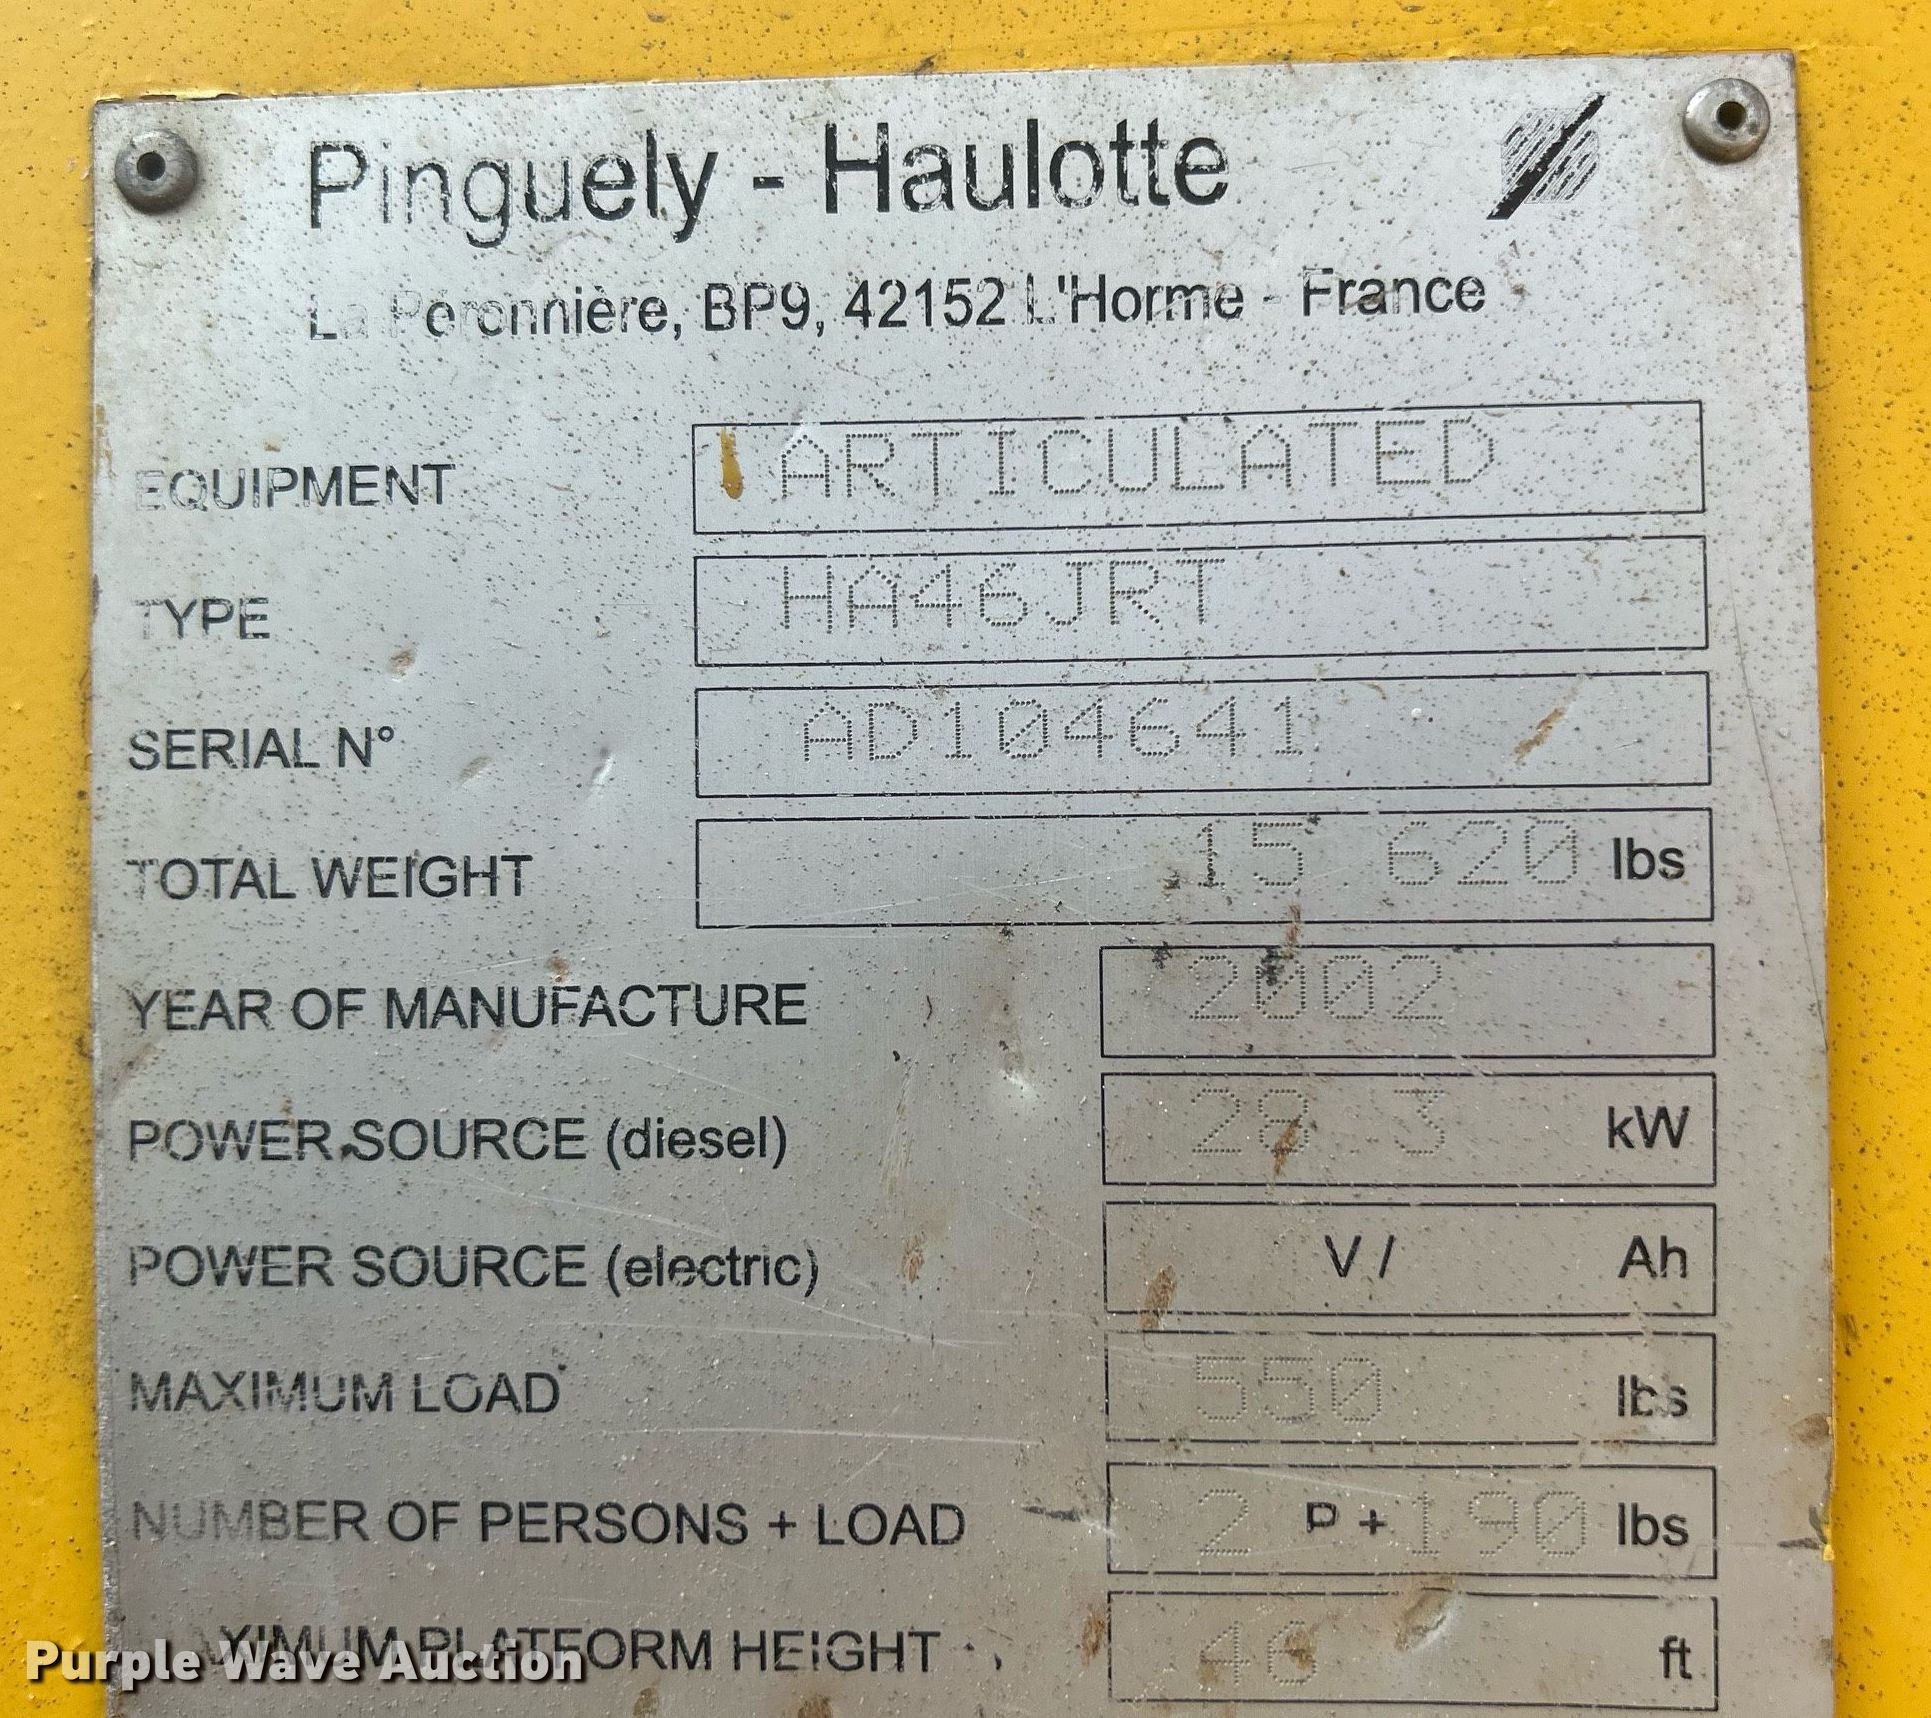 Pinguely - Haulotte
La Péronnière, BP9, 42152 L'Horme - France
EQUIPMENT ARTICULATED
TYPE HA46JRT
SERIAL N° AD104641
TOTAL WEIGHT 15.620 lbs
YEAR OF MANUFACTURE 2002
POWER SOURCE (diesel) 28.3 kW
POWER SOURCE (electric) V / Ah
MAXIMUM LOAD 550 lbs
NUMBER OF PERSONS + LOAD 2 P + 190 lbs
MAXIMUM PLATFORM HEIGHT 46 ft
Purple Wave Auction